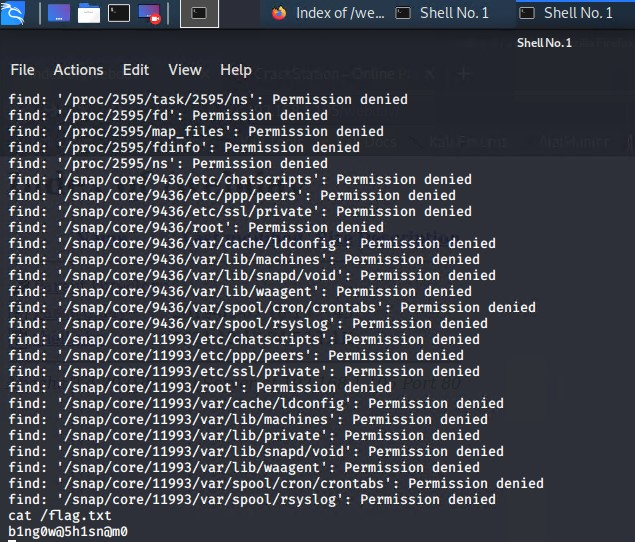 Index of /we...
Shell No. 1
Shell No. 1
Shell No. 1
File Actions Edit View Help
find: '/proc/2595/task/2595/ns': Permission denied
find: '/proc/2595/fd': Permission denied
find: '/proc/2595/map_files': Permission denied
find: '/proc/2595/fdinfo': Permission denied
find: '/proc/2595/ns': Permission denied
find: '/snap/core/9436/etc/chatscripts': Permission denied
find: '/snap/core/9436/etc/ppp/peers': Permission denied
find: '/snap/core/9436/etc/ssl/private': Permission denied
find: '/snap/core/9436/root': Permission denied
find: '/snap/core/9436/var/cache/ldconfig': Permission denied
find: '/snap/core/9436/var/lib/machines': Permission denied
find: '/snap/core/9436/var/lib/snapd/void': Permission denied
find: '/snap/core/9436/var/lib/waagent': Permission denied
find: '/snap/core/9436/var/spool/cron/crontabs': Permission denied
find: '/snap/core/9436/var/spool/rsyslog': Permission denied
find: '/snap/core/11993/etc/chatscripts': Permission denied
find: '/snap/core/11993/etc/ppp/peers': Permission denied
find: '/snap/core/11993/etc/ssl/private': Permission denied
find: '/snap/core/11993/root': Permission denied
find: '/snap/core/11993/var/cache/ldconfig': Permission denied
find: '/snap/core/11993/var/lib/machines': Permission denied
find: '/snap/core/11993/var/lib/private': Permission denied
find: '/snap/core/11993/var/lib/snapd/void': Permission denied
find: '/snap/core/11993/var/lib/waagent': Permission denied
find: '/snap/core/11993/var/spool/cron/crontabs': Permission denied
find: '/snap/core/11993/var/spool/rsyslog': Permission denied
cat /flag.txt
b1ng0w@5h1sn@m0